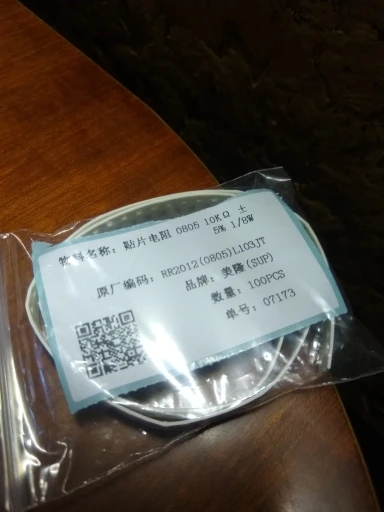 物料名称: 贴片电阻 0805 10KΩ ±
5% 1/8W
原厂编码: RR2012(0805)L103JT
品牌: 美隆(SUP)
数量: 100PCS
单号: 07173